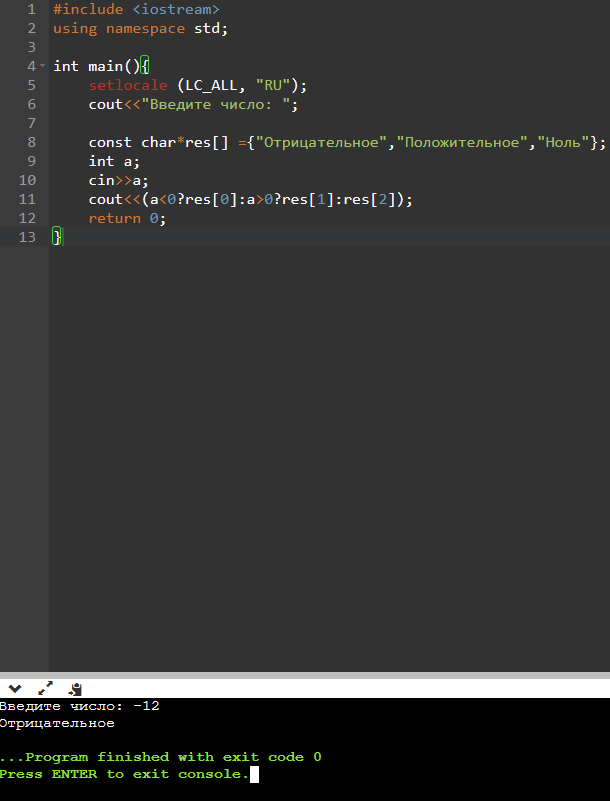 1 #include <iostream>
2 using namespace std;
3
4 int main(){
5 setlocale (LC_ALL, "RU");
6 cout<<"Введите число: ";
7
8 const char*res[] ={"Отрицательное","Положительное","Ноль"};
9 int a;
10 cin>>a;
11 cout<<(a<0?res[0]:a>0?res[1]:res[2]);
12 return 0;
13 }
Введите число: -12
Отрицательное
...Program finished with exit code 0
Press ENTER to exit console.